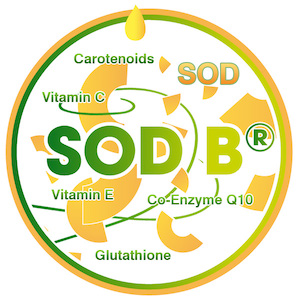 Carotenoids
SOD
Vitamin C
SOD B®
Vitamin E
Co-Enzyme Q10
Glutathione